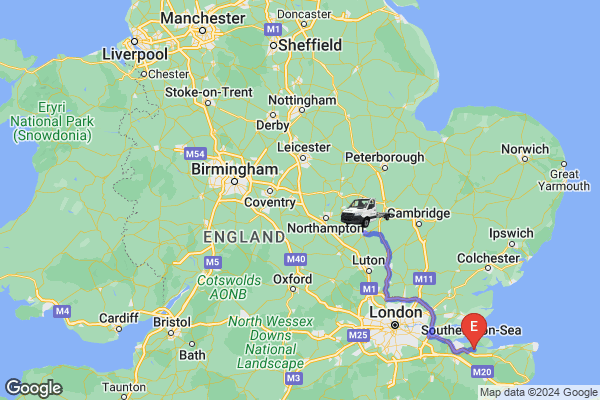 Doncaster
Manchester
M1
Liverpool
Sheffield
Chester
Eryri
National Park
(Snowdonia)
Stoke-on-Trent
Nottingham
Derby
Norwich
M54
Leicester
Peterborough
Birmingham
Great
Yarmouth
Coventry
Cambridge
Northampton
ENGLAND
Ipswich
M40
M5
Luton
Colchester
Cotswolds
AONB
Oxford
M1
M11
M4
Cardiff
North Wessex
Downs
National
Landscape
London
Southend-on-Sea
E
Bristol
M25
Bath
M20
M3
Taunton
Google
Map data ©2024 Google